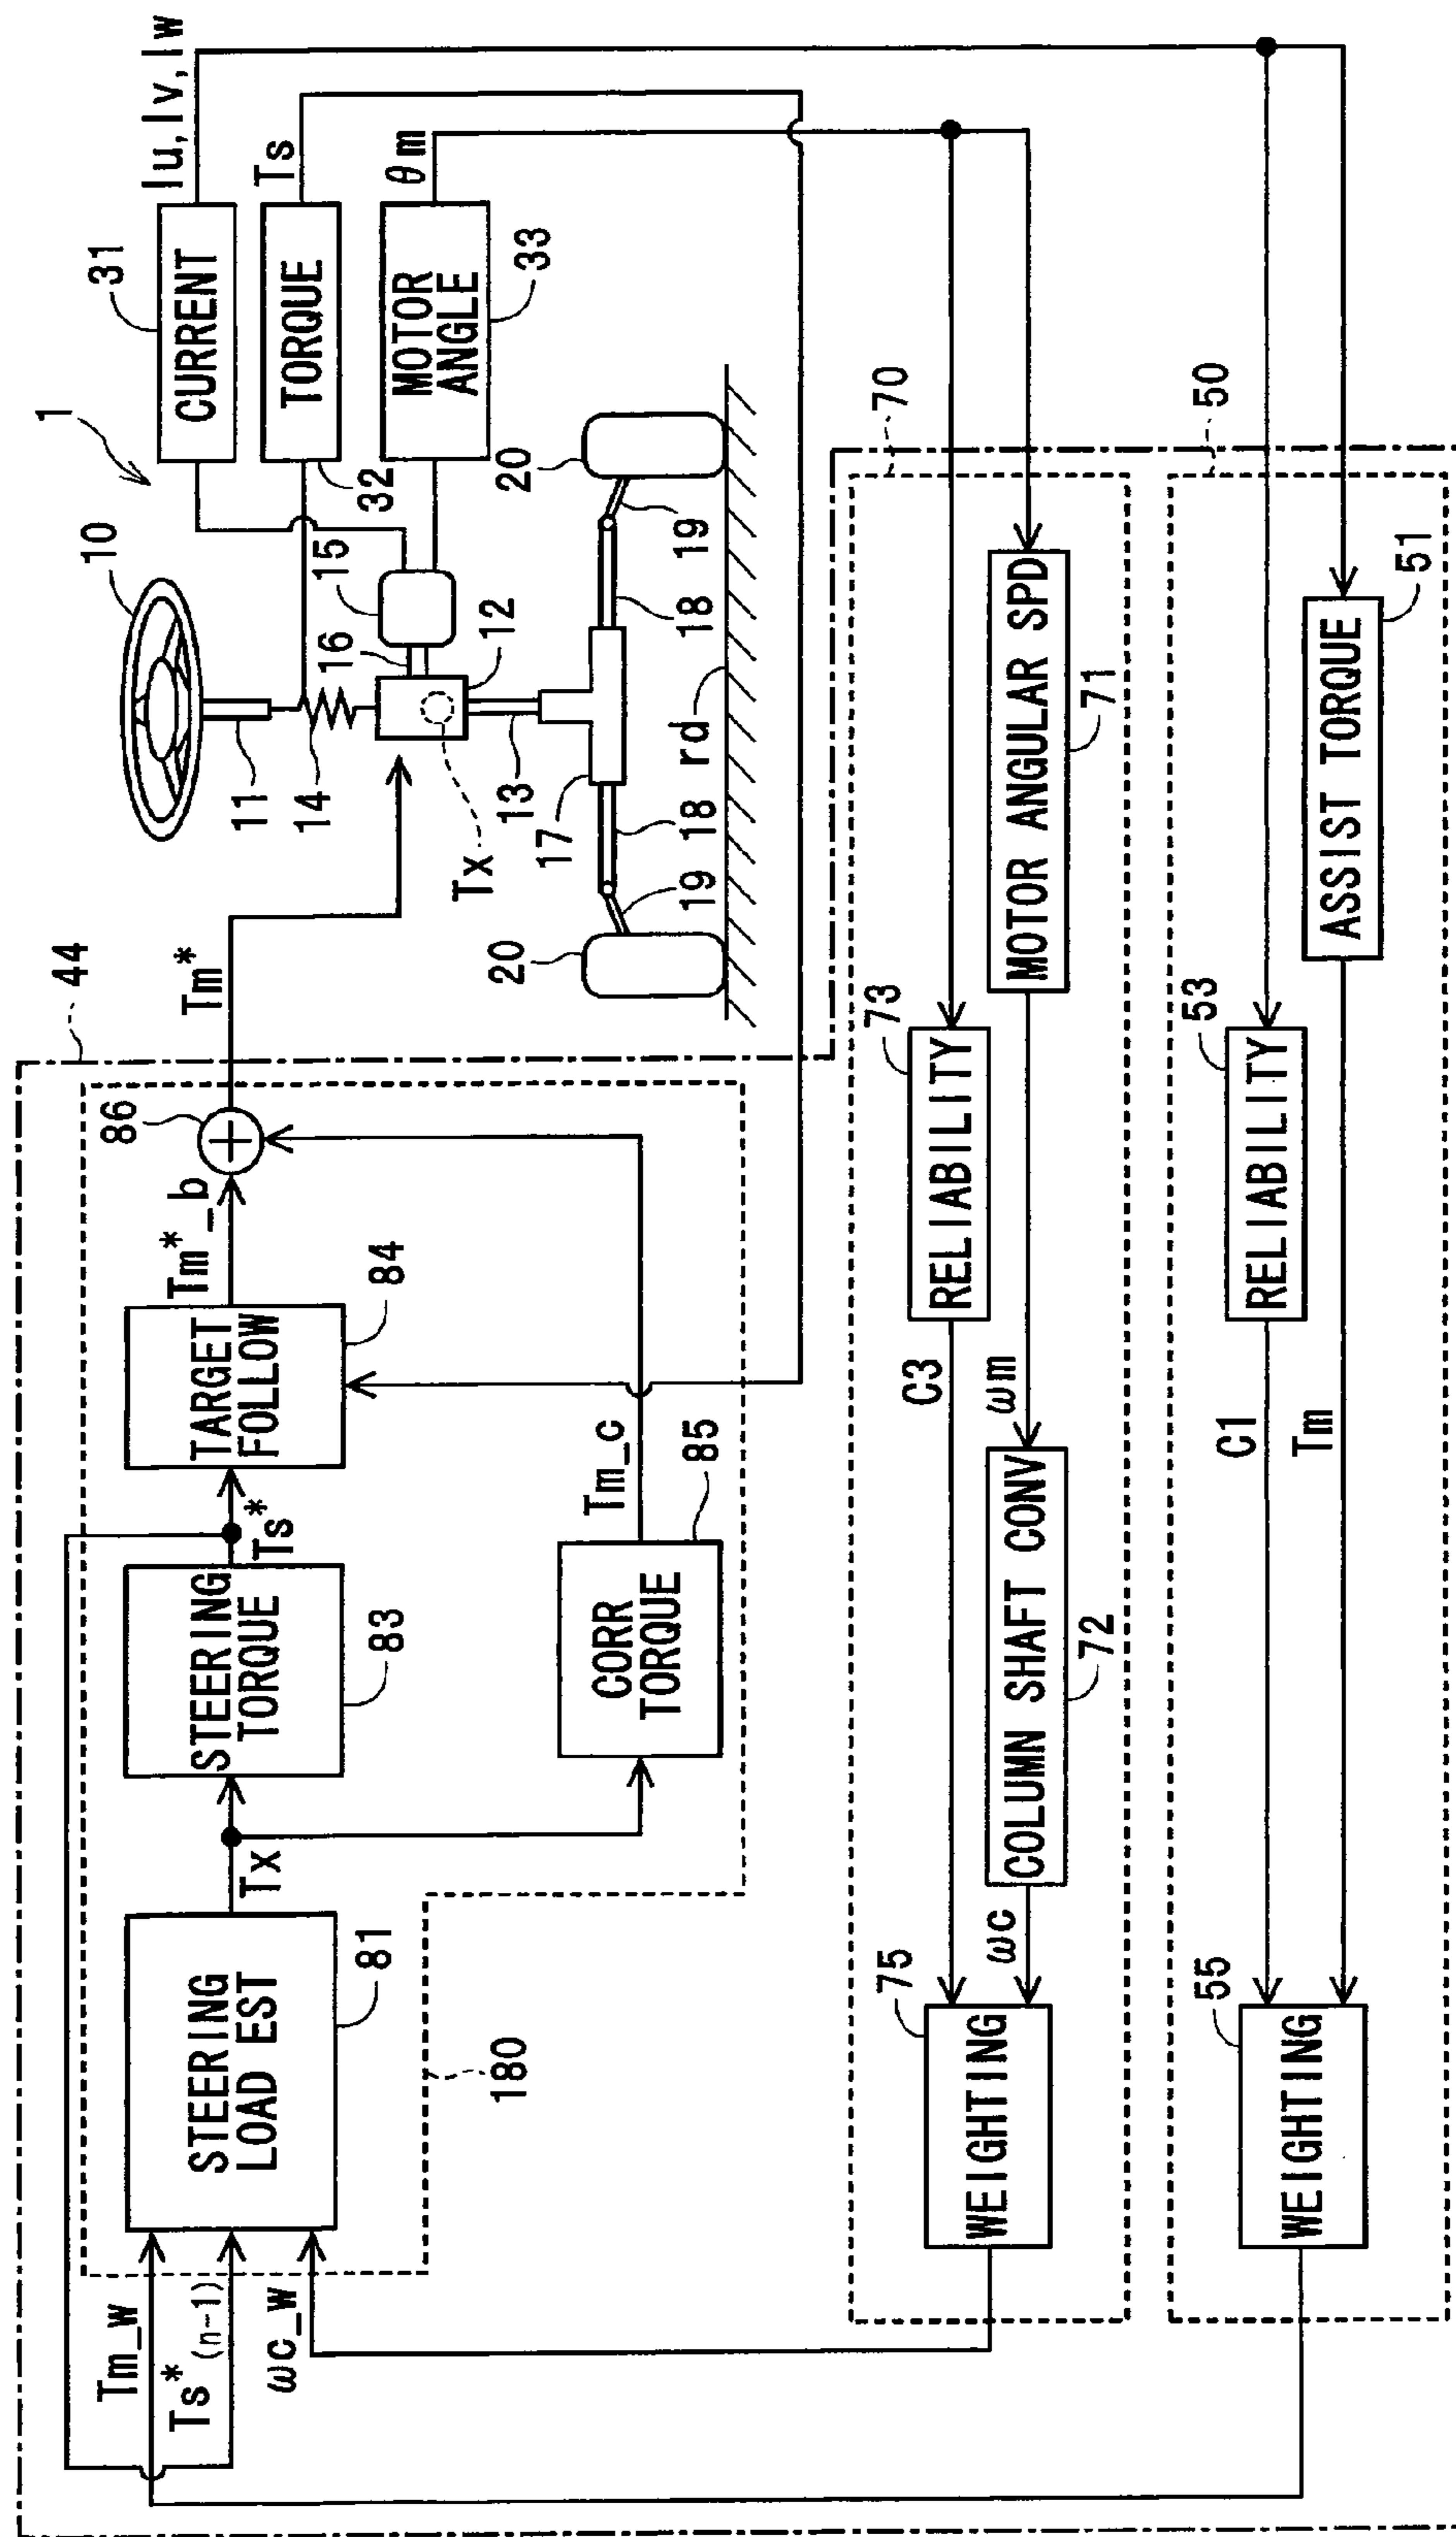 44
Tm_w
Ts* (n-1)
ωc_w
STEERING
LOAD EST
81
Tx
STEERING
TORQUE
83
Ts*
TARGET
FOLLOW
84
Tm*_b
86
Tm*
CORR
TORQUE
85
Tm_c
180
1
10
11
14
16
15
12
Tx
13
17
18
18
19
19
20
20
rd
CURRENT
31
Iu,Iv,Iw
TORQUE
32
Ts
MOTOR
ANGLE
33
θm
70
WEIGHTING
75
C3
RELIABILITY
73
ωc
COLUMN SHAFT CONV
72
ωm
MOTOR ANGULAR SPD
71
50
WEIGHTING
55
C1
RELIABILITY
53
Tm
ASSIST TORQUE
51